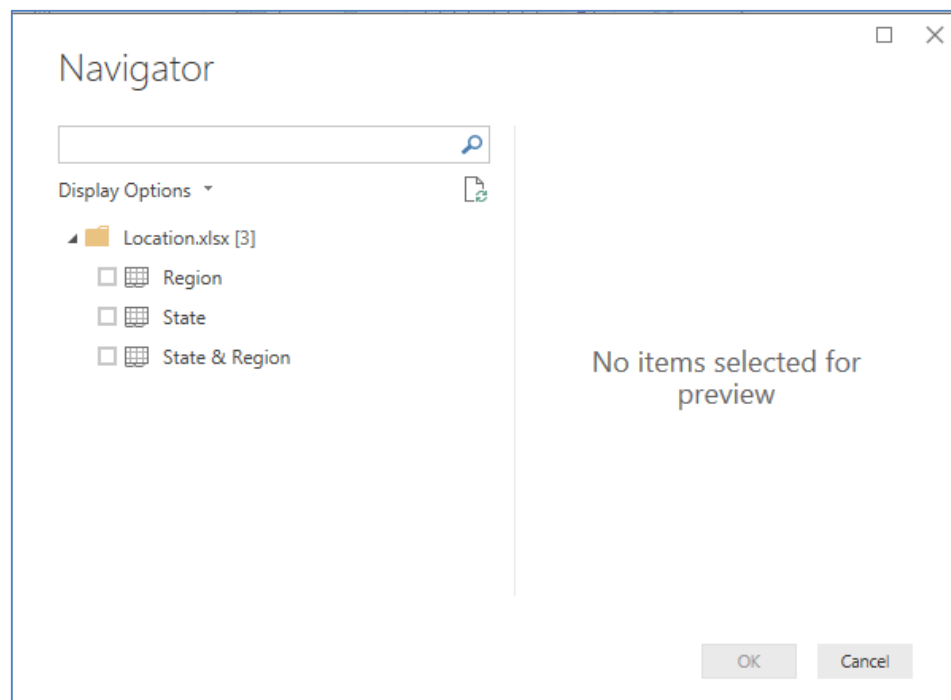 Navigator
Display Options
Location.xlsx [3]
Region
State
State & Region
No items selected for
preview
OK
Cancel